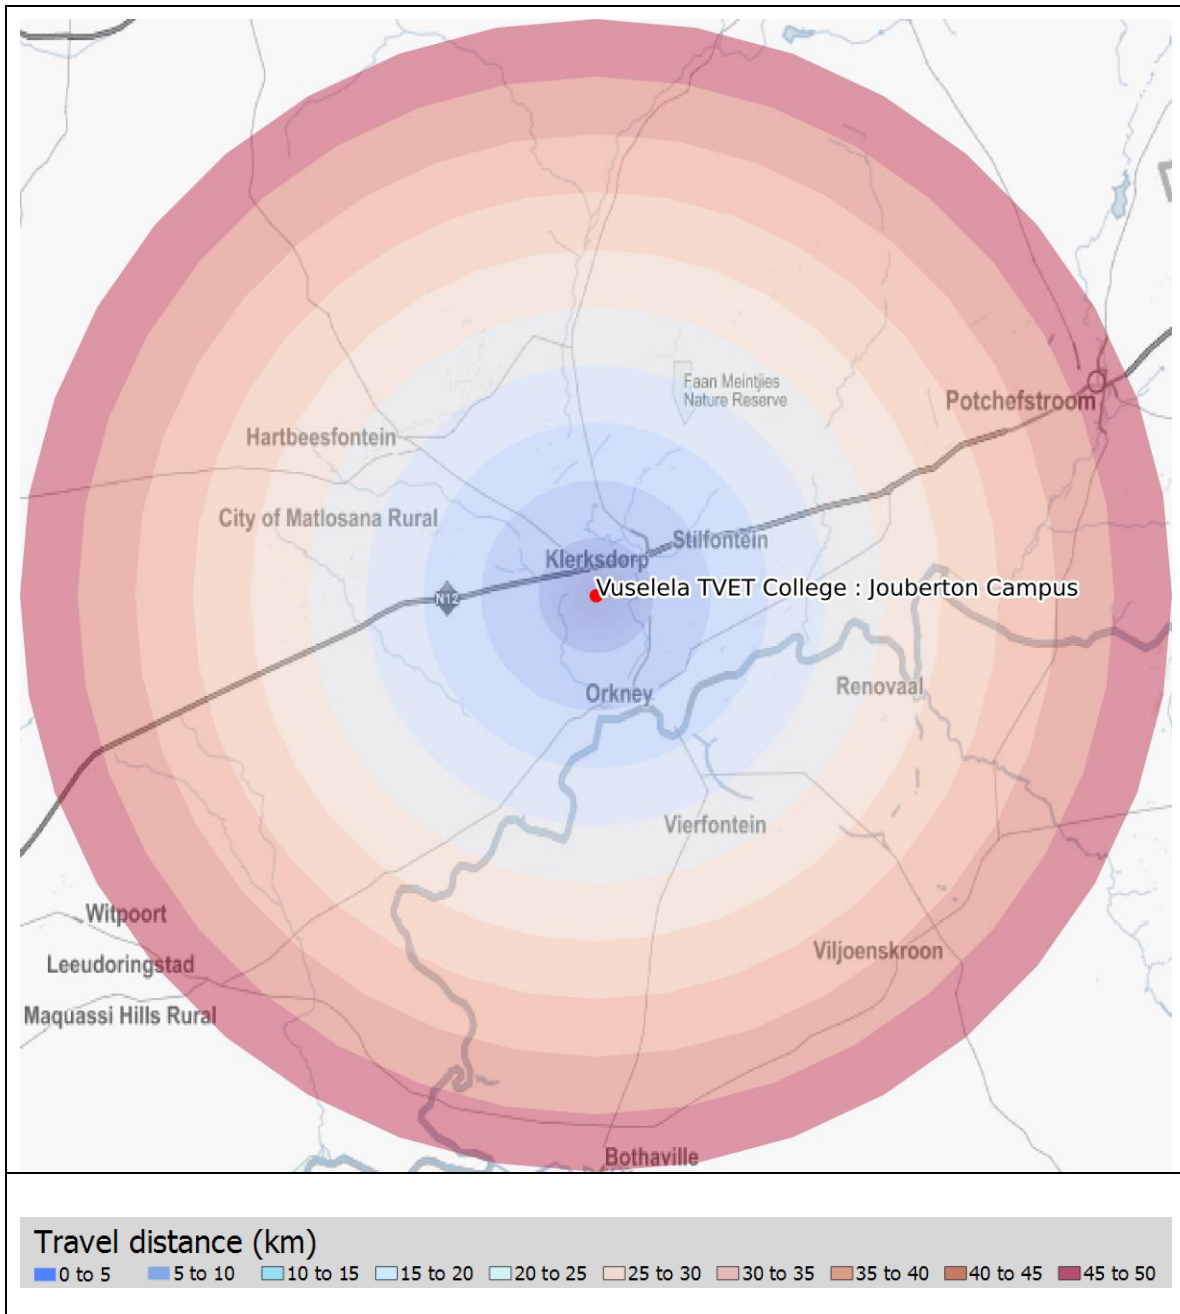 Faan Meintjies
Nature Reserve
Potchefstroom
Hartbeesfontein
City of Matlosana Rural
Stilfontein
Klerksdorp
N12
Vuselela TVET College : Jouberton Campus
Orkney
Renovaal
Vierfontein
Witpoort
Viljoenskroon
Leeudoringstad
Maquassi Hills Rural
Bothaville
Travel distance (km)
0 to 5 5 to 10 10 to 15 15 to 20 20 to 25 25 to 30 30 to 35 35 to 40 40 to 45 45 to 50